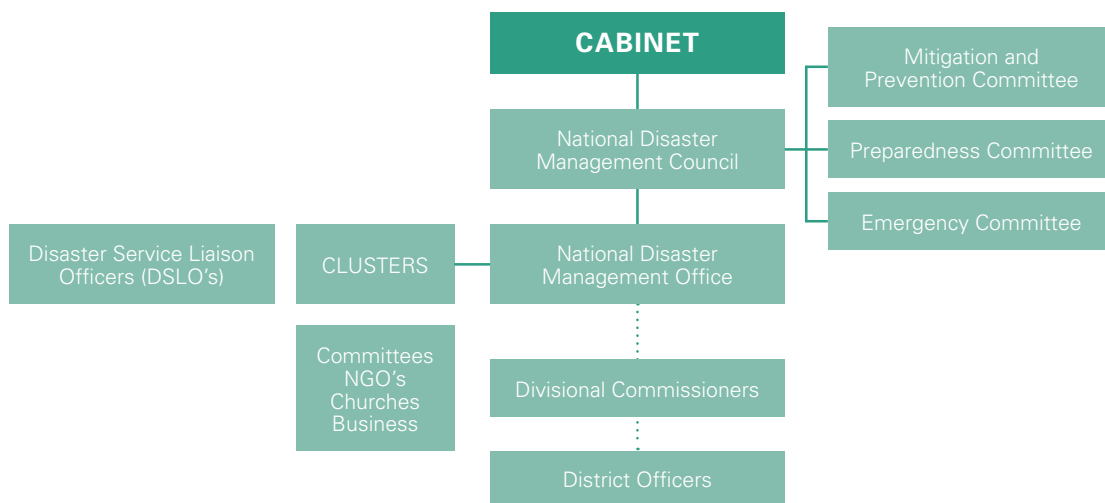 CABINET
Mitigation and
Prevention Committee
National Disaster
Management Council
Preparedness Committee
Emergency Committee
Disaster Service Liaison
Officers (DSLO's)
CLUSTERS
National Disaster
Management Office
Committees
NGO's
Churches
Business
Divisional Commissioners
District Officers